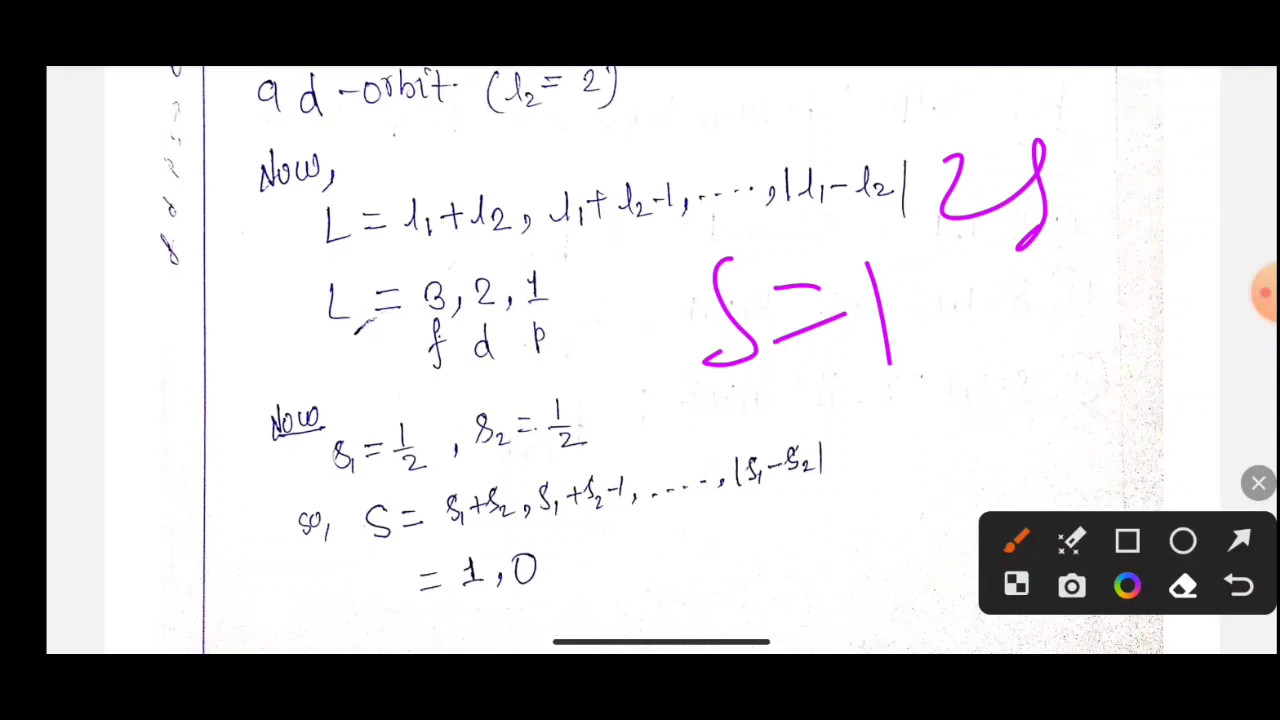 a d-orbit (l₂ = 2)
Now,
L = l₁+l₂, l₁+l₂-1, ....., |l₁-l₂|
L = 3, 2, 1
f d p
S = 1
Now
s₁ = 1/2, s₂ = 1/2
so, S = s₁+s₂, s₁+s₂-1, ....., |s₁-s₂|
= 1, 0